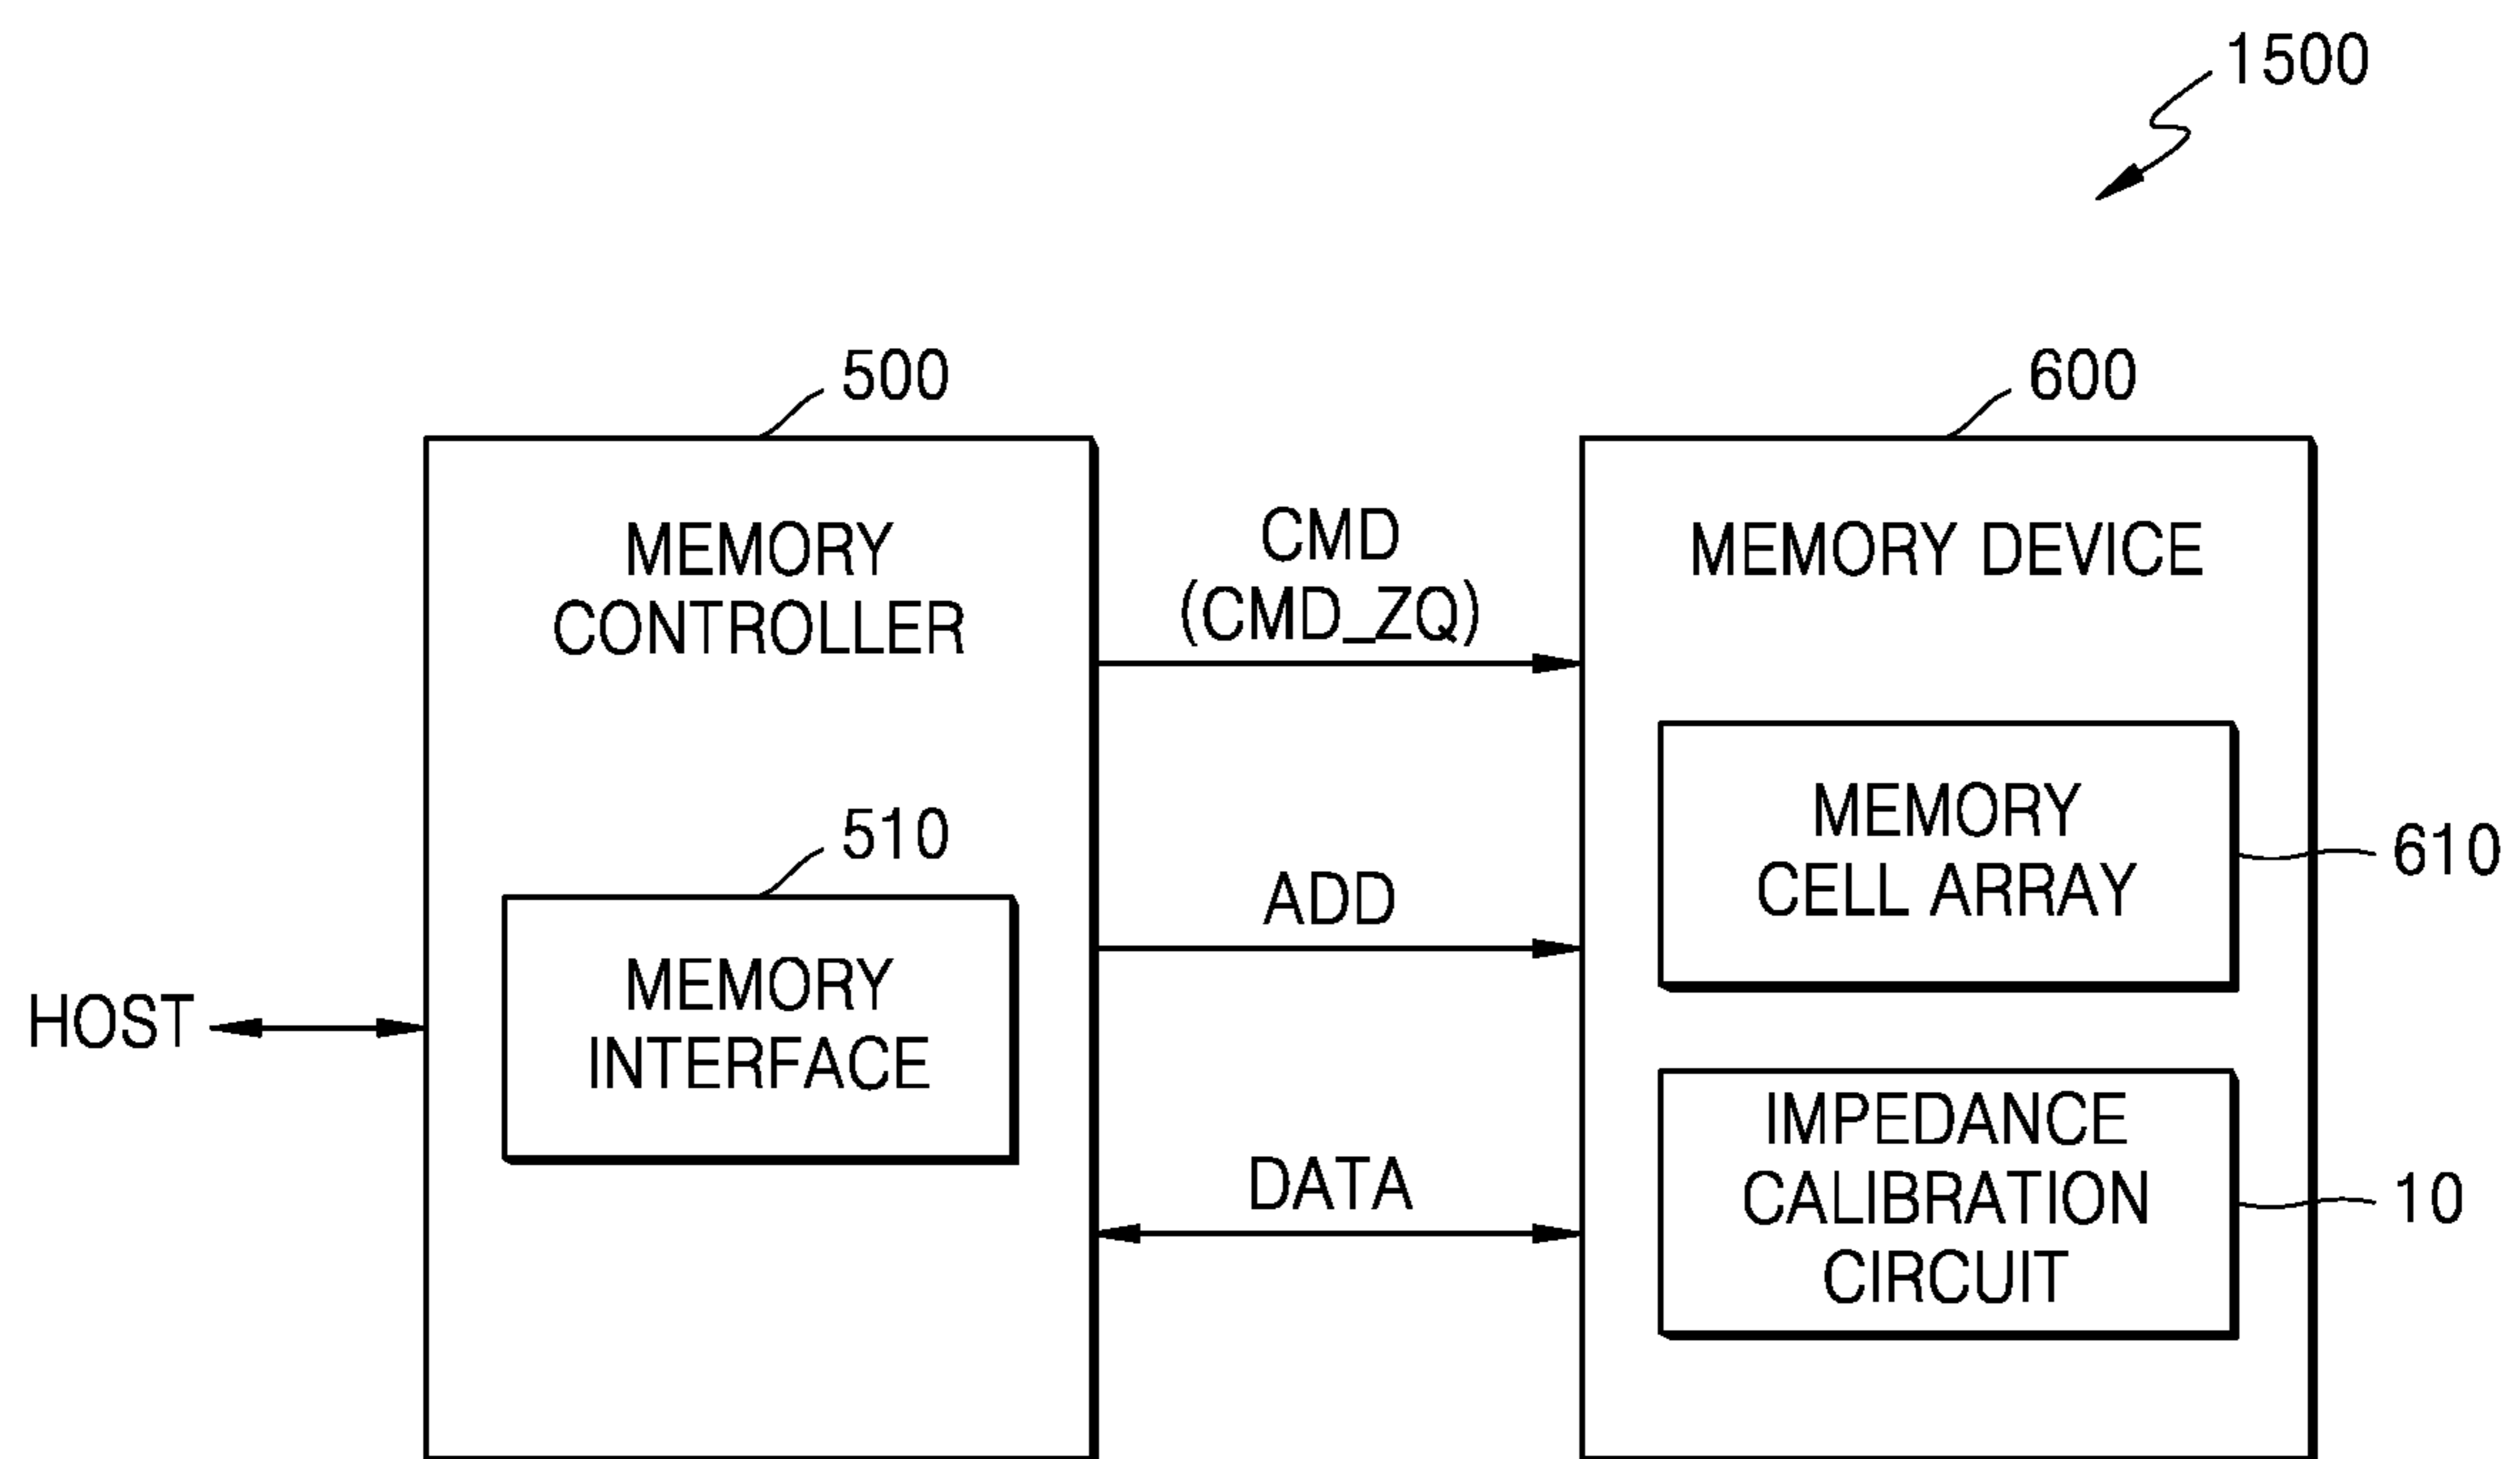 1500
500
600
MEMORY
CONTROLLER
CMD
(CMD_ZQ)
MEMORY DEVICE
510
MEMORY
INTERFACE
HOST
ADD
DATA
MEMORY
CELL ARRAY
610
IMPEDANCE
CALIBRATION
CIRCUIT
10